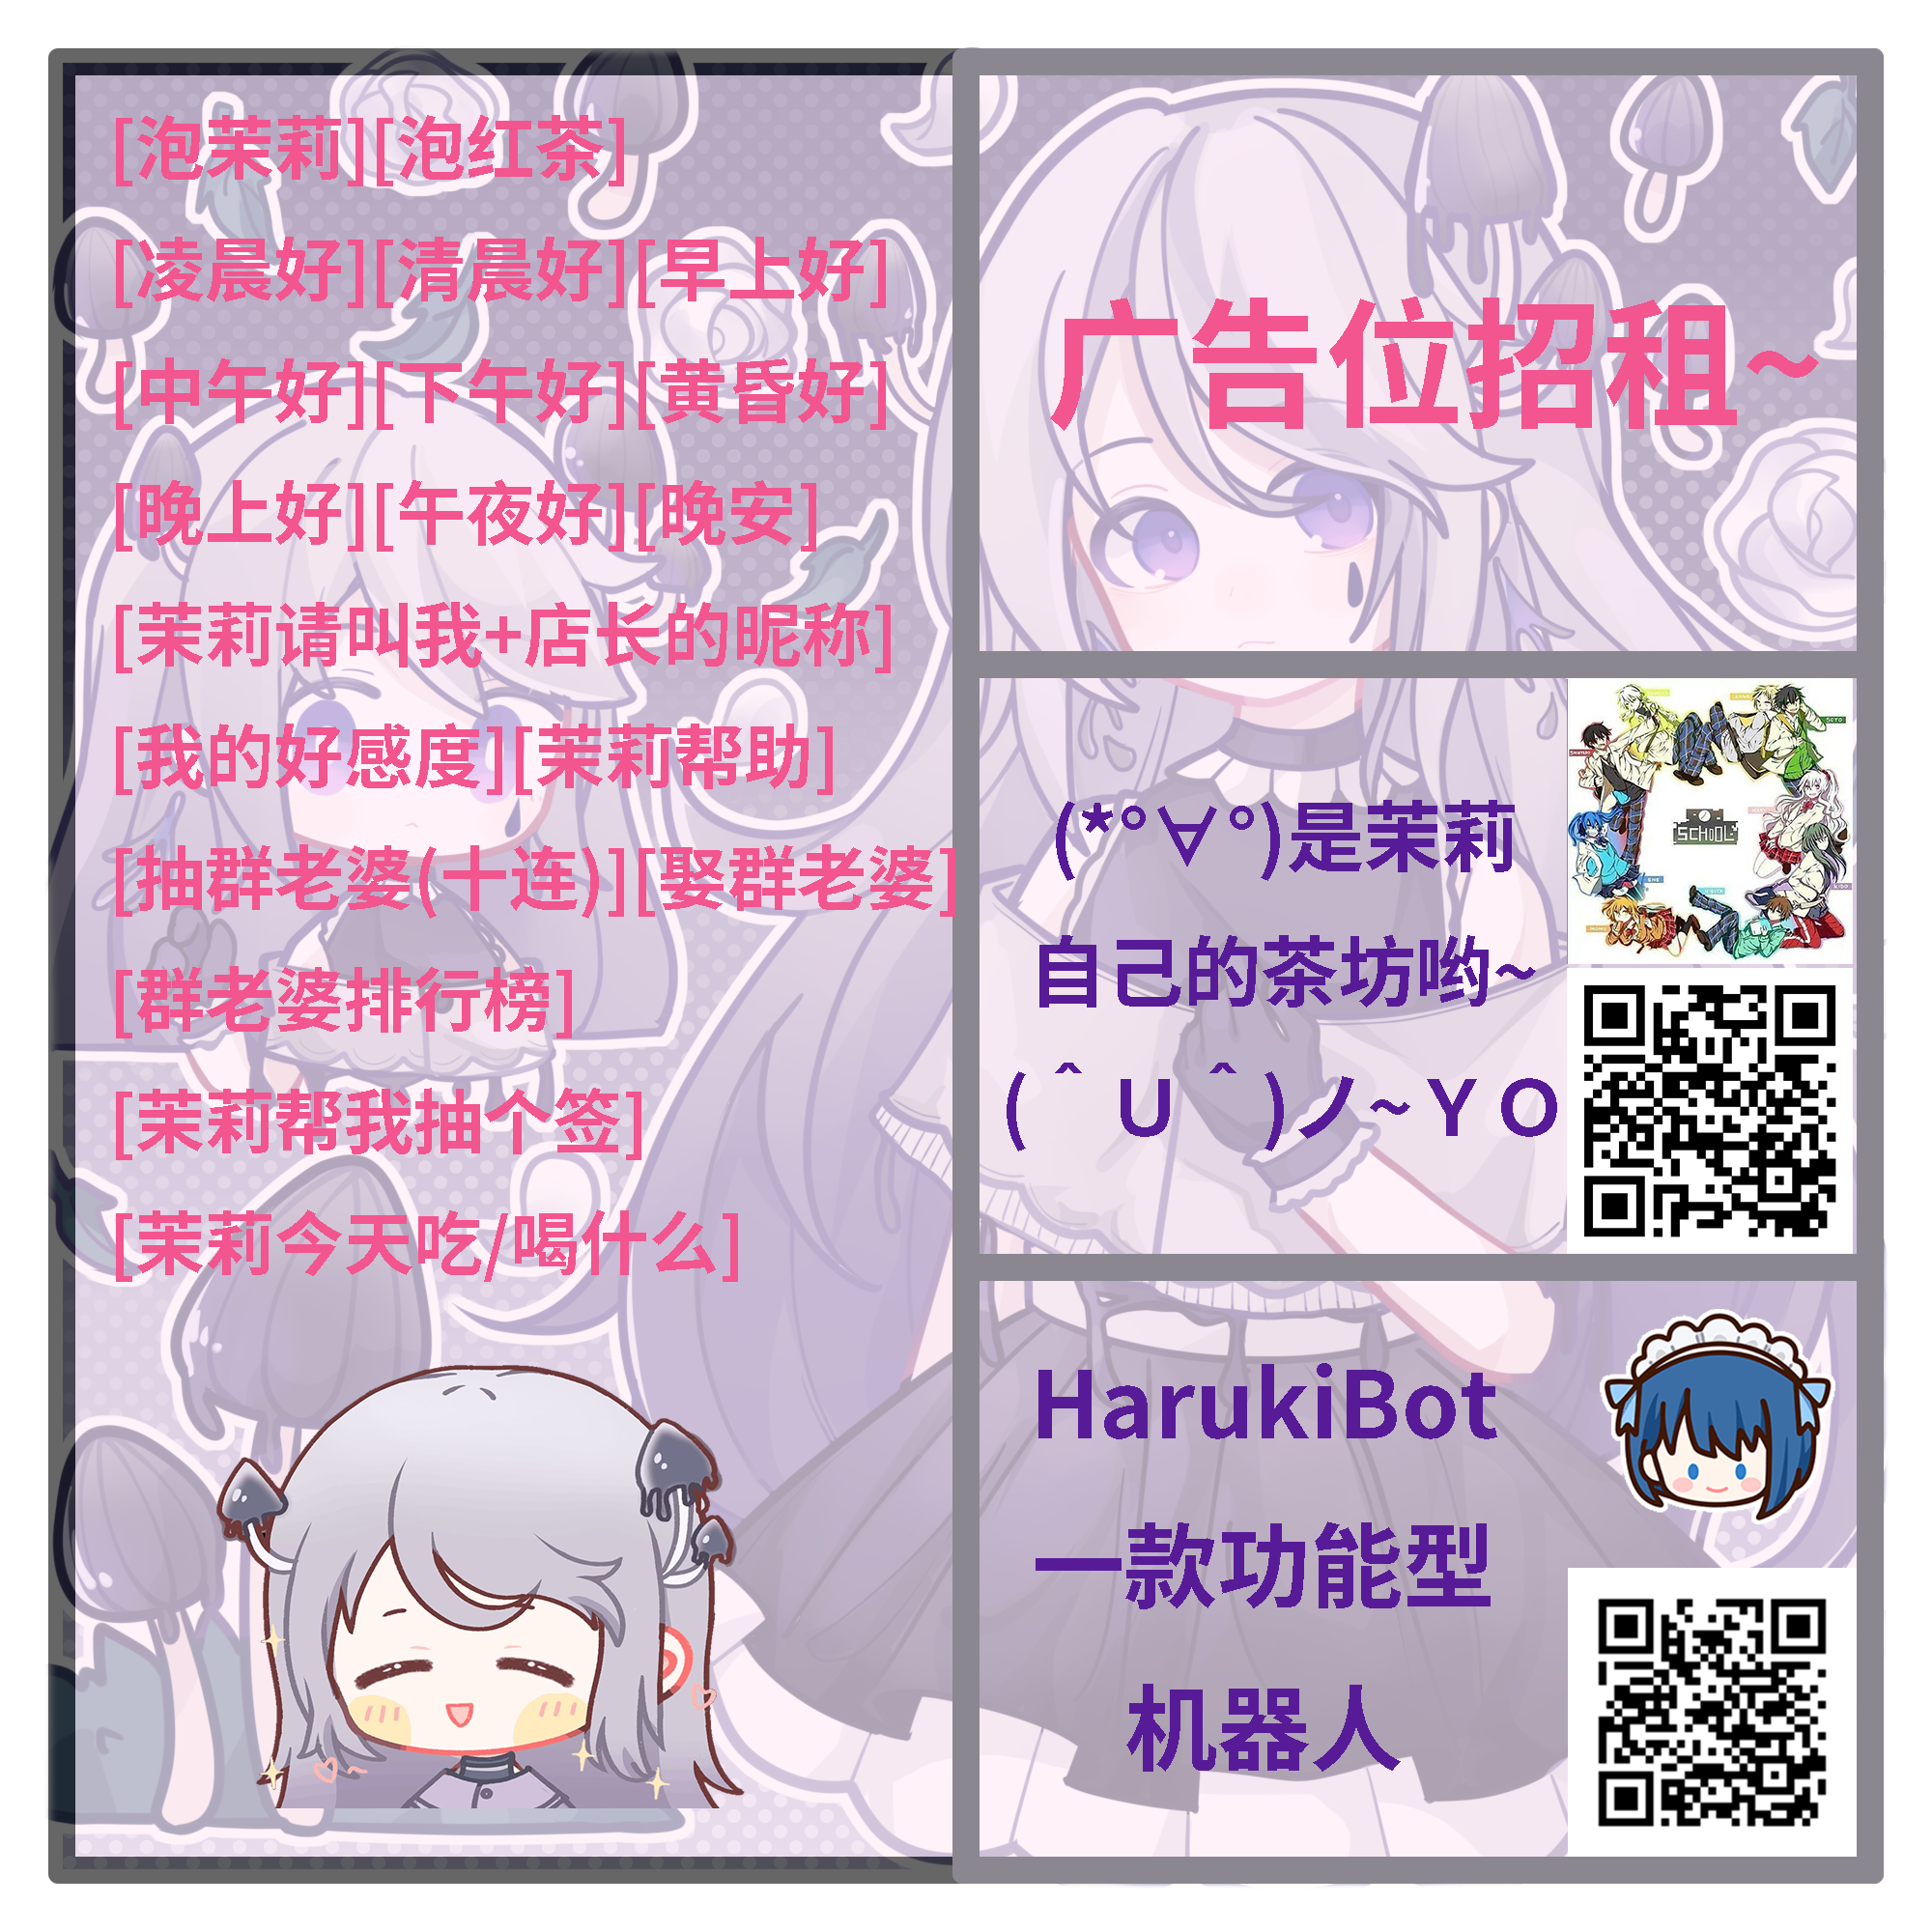 [泡茉莉][泡红茶]
[凌晨好][清晨好][早上好]
[中午好][下午好][黄昏好]
[晚上好][午夜好][晚安]
[茉莉请叫我+店长的昵称]
[我的好感度][茉莉帮助]
[抽群老婆(十连)][娶群老婆]
[群老婆排行榜]
[茉莉帮我抽个签]
[茉莉今天吃/喝什么]
广告位招租~
(*°∀°)是茉莉
自己的茶坊哟~
(＾Ｕ＾)ノ~ＹＯ
SCHOOL
HarukiBot
一款功能型
机器人